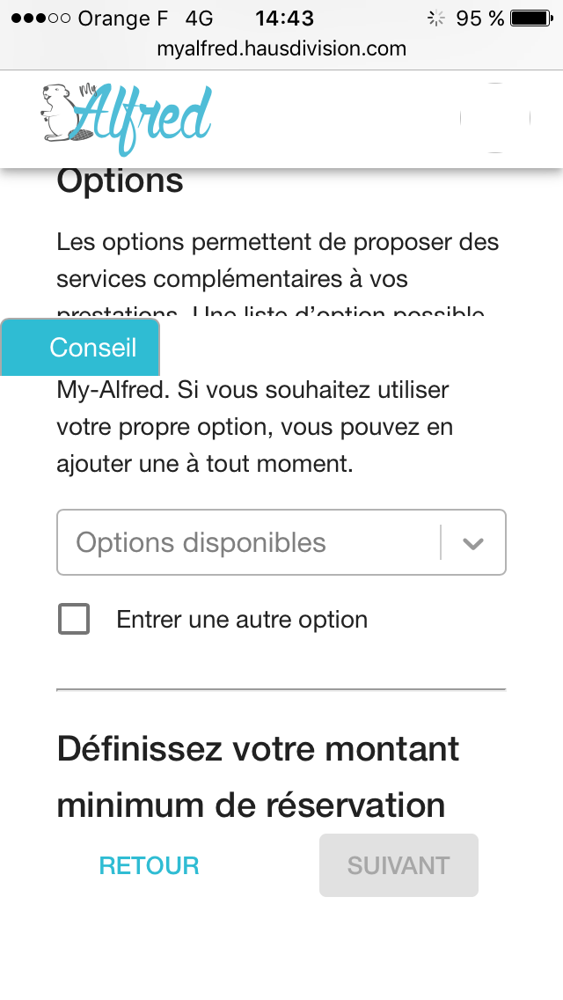 Orange F 4G 14:43 95 %
myalfred.hausdivision.com
My Alfred
Options
Les options permettent de proposer des
services complémentaires à vos
prestations. Une liste d’option possible
Conseil
My-Alfred. Si vous souhaitez utiliser
votre propre option, vous pouvez en
ajouter une à tout moment.
Options disponibles
Entrer une autre option
Définissez votre montant
minimum de réservation
RETOUR SUIVANT